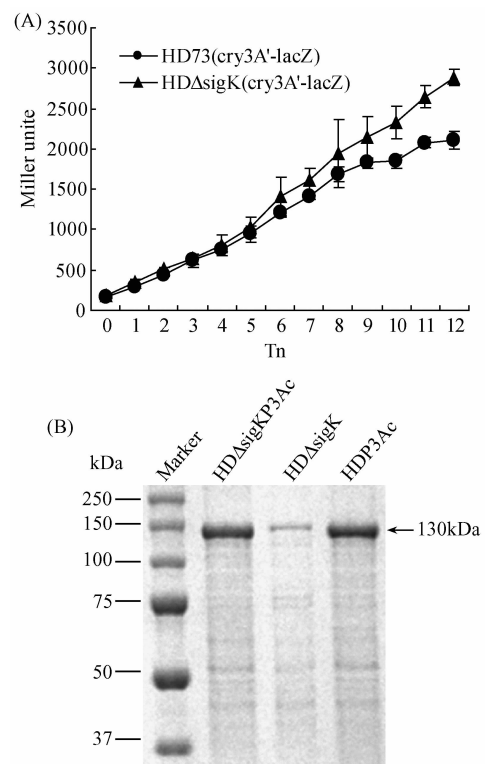 (A)
3500
3000
2500
2000
1500
1000
500
0
Miller unite
HD73(cry3A'-lacZ)
HDΔsigK(cry3A'-lacZ)
0 1 2 3 4 5 6 7 8 9 10 11 12
Tn
(B)
kDa
Marker
HDΔsigKP3Ac
HDΔsigK
HDP3Ac
250
150
100
75
50
37
130kDa